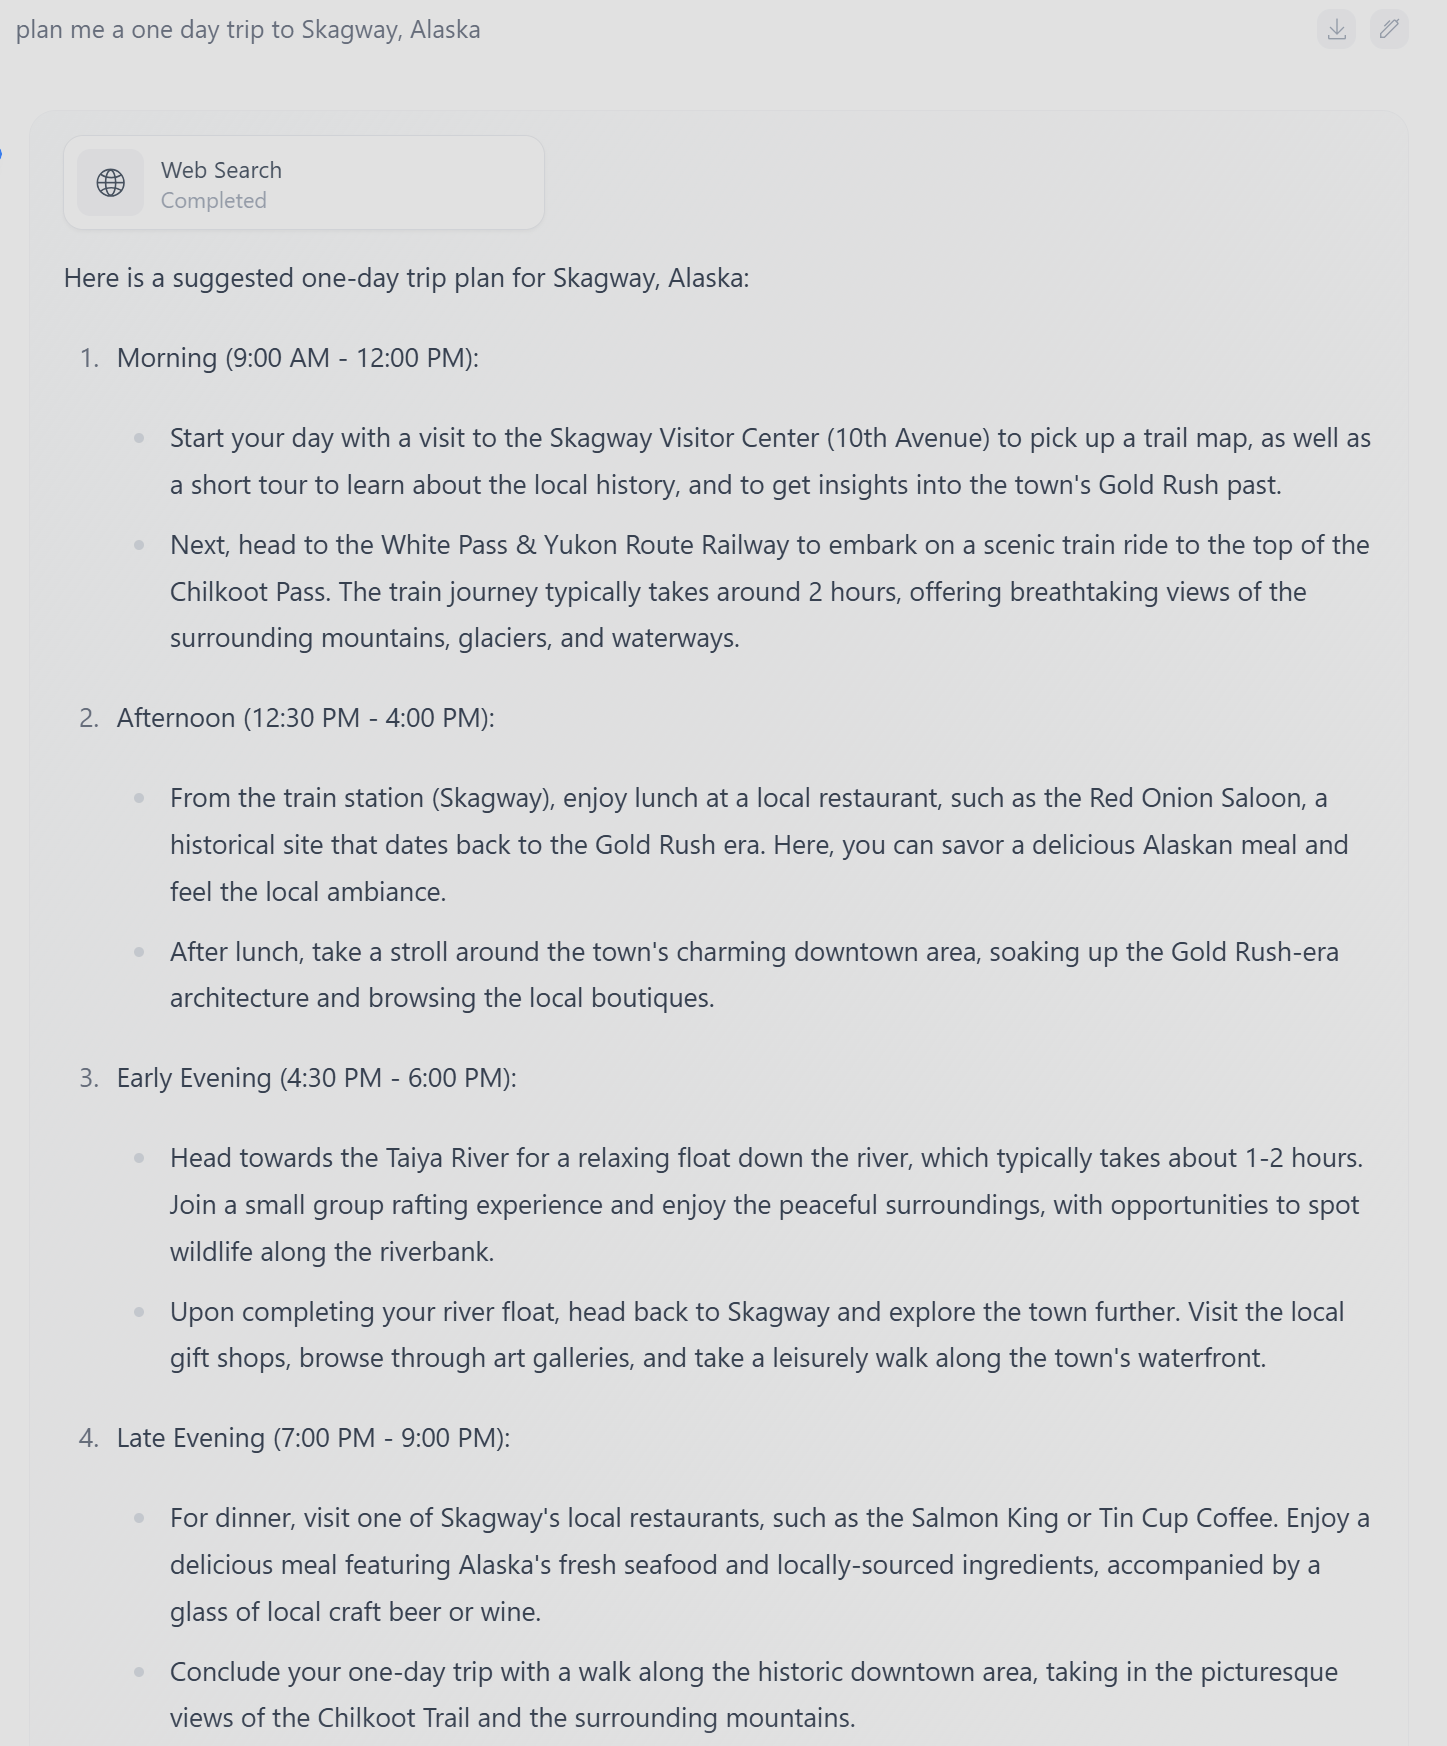 plan me a one day trip to Skagway, Alaska
Web Search
Completed
Here is a suggested one-day trip plan for Skagway, Alaska:
1. Morning (9:00 AM - 12:00 PM):
Start your day with a visit to the Skagway Visitor Center (10th Avenue) to pick up a trail map, as well as
a short tour to learn about the local history, and to get insights into the town's Gold Rush past.
Next, head to the White Pass & Yukon Route Railway to embark on a scenic train ride to the top of the
Chilkoot Pass. The train journey typically takes around 2 hours, offering breathtaking views of the
surrounding mountains, glaciers, and waterways.
2. Afternoon (12:30 PM - 4:00 PM):
From the train station (Skagway), enjoy lunch at a local restaurant, such as the Red Onion Saloon, a
historical site that dates back to the Gold Rush era. Here, you can savor a delicious Alaskan meal and
feel the local ambiance.
After lunch, take a stroll around the town's charming downtown area, soaking up the Gold Rush-era
architecture and browsing the local boutiques.
3. Early Evening (4:30 PM - 6:00 PM):
Head towards the Taiya River for a relaxing float down the river, which typically takes about 1-2 hours.
Join a small group rafting experience and enjoy the peaceful surroundings, with opportunities to spot
wildlife along the riverbank.
Upon completing your river float, head back to Skagway and explore the town further. Visit the local
gift shops, browse through art galleries, and take a leisurely walk along the town's waterfront.
4. Late Evening (7:00 PM - 9:00 PM):
For dinner, visit one of Skagway's local restaurants, such as the Salmon King or Tin Cup Coffee. Enjoy a
delicious meal featuring Alaska's fresh seafood and locally-sourced ingredients, accompanied by a
glass of local craft beer or wine.
Conclude your one-day trip with a walk along the historic downtown area, taking in the picturesque
views of the Chilkoot Trail and the surrounding mountains.